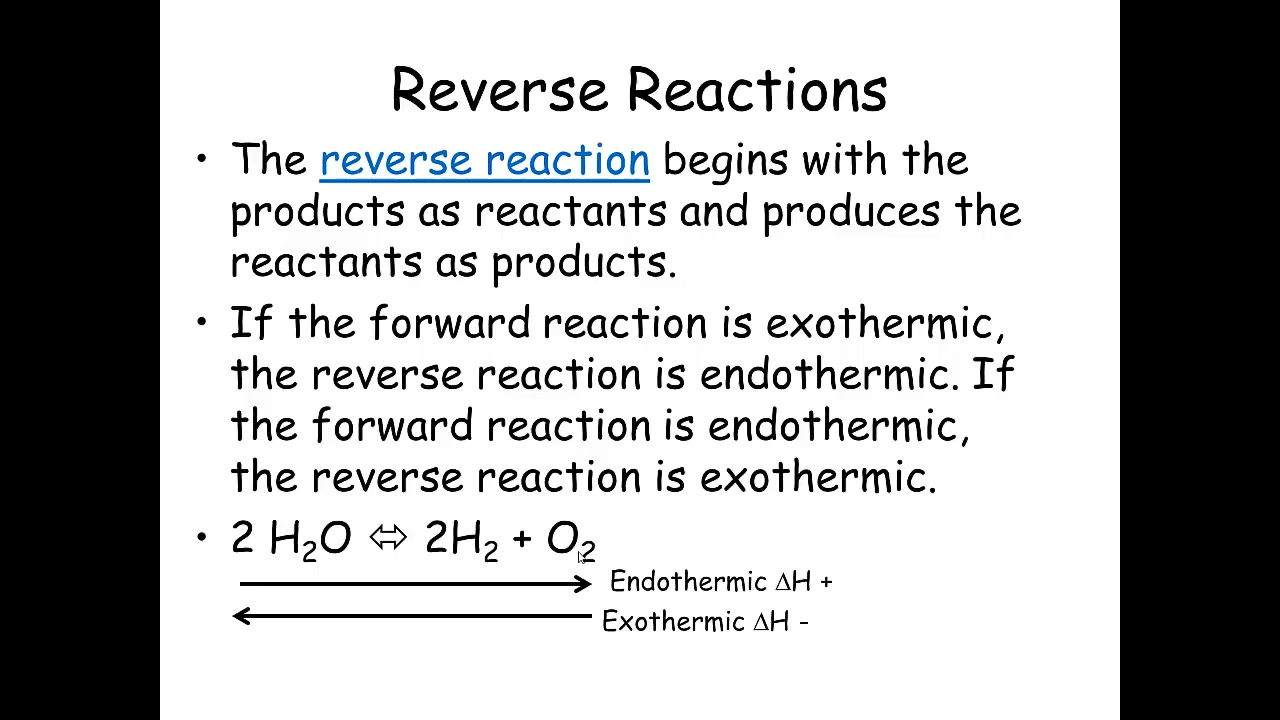 Reverse Reactions
• The reverse reaction begins with the
products as reactants and produces the
reactants as products.
• If the forward reaction is exothermic,
the reverse reaction is endothermic. If
the forward reaction is endothermic,
the reverse reaction is exothermic.
• 2 H₂O ⬄ 2H₂ + O₂
Endothermic ΔH +
Exothermic ΔH -